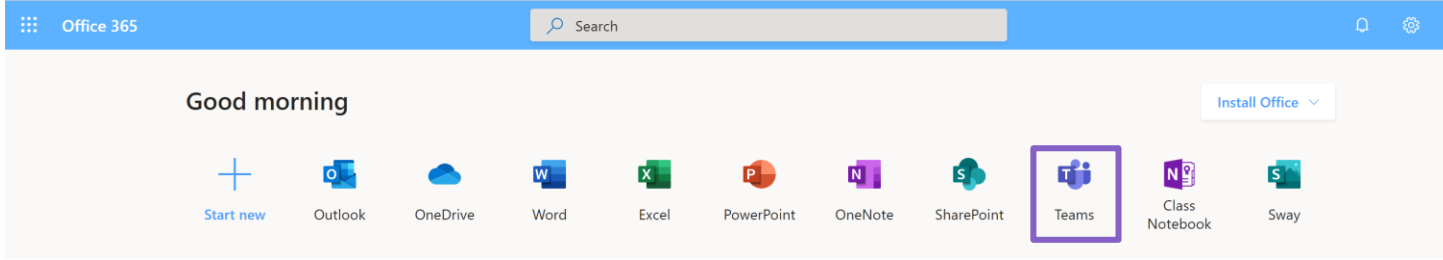 Office 365
Search
Good morning
Install Office
Start new
Outlook
OneDrive
Word
Excel
PowerPoint
OneNote
SharePoint
Teams
Class
Notebook
Sway